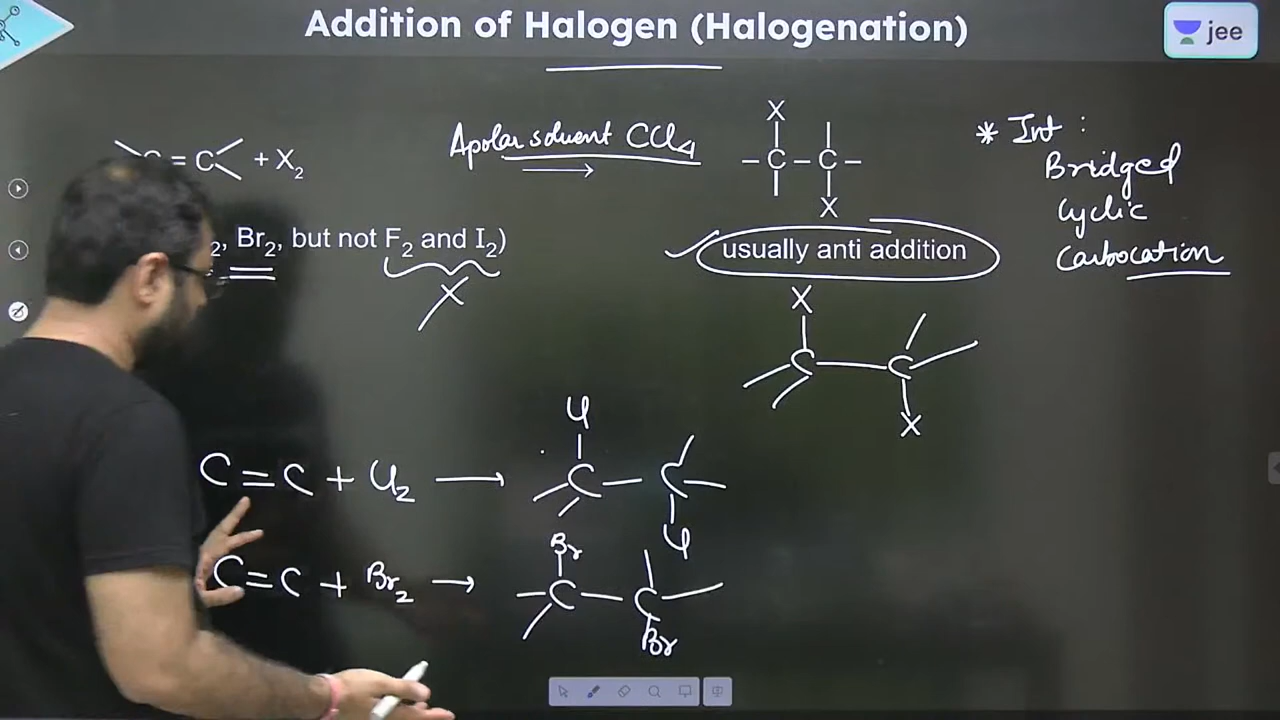 Addition of Halogen (Halogenation)
jee
C = C + X2
Apolar solvent CCl4
X
– C – C –
X
* Int :
Bridged
Cyclic
Carbocation
2, Br2, but not F2 and I2)
X
usually anti addition
X
C C
X
C = C + Cl2 → C – C
Cl
Cl
C = C + Br2 → C – C
Br
Br